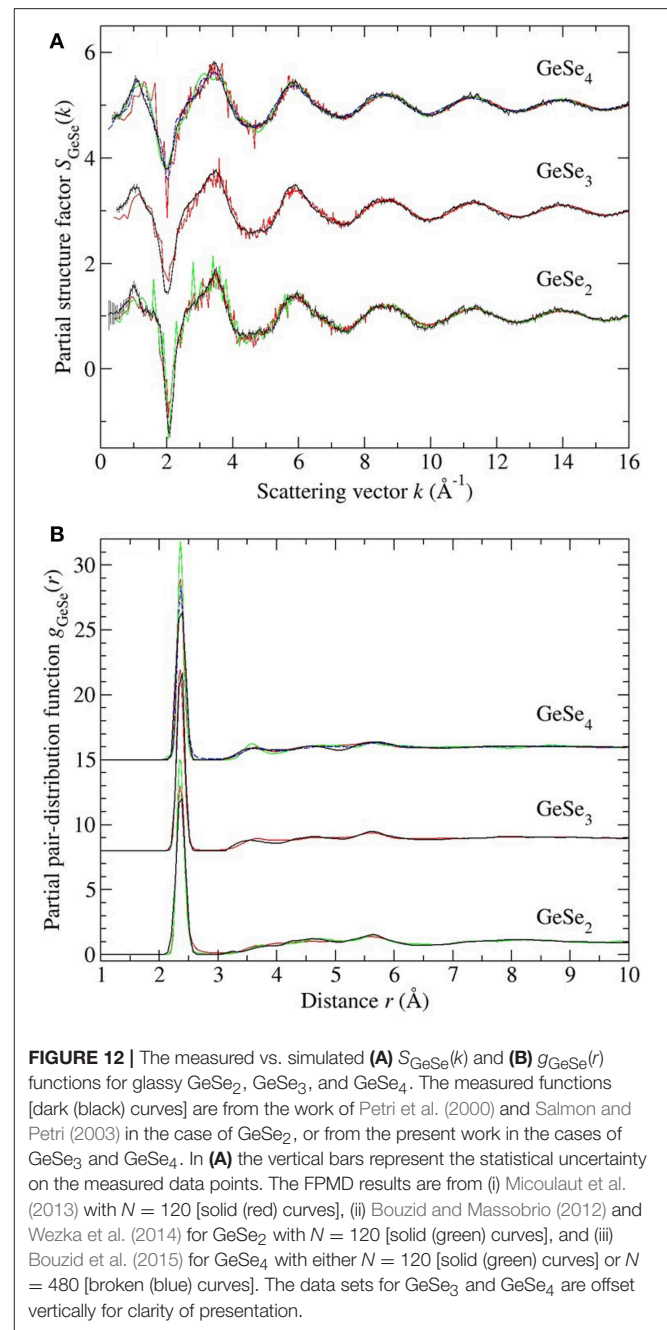 A
Partial structure factor S_GeSe(k)
6
4
2
0
GeSe₄
GeSe₃
GeSe₂
0 2 4 6 8 10 12 14 16
Scattering vector k (Å⁻¹)
B
Partial pair-distribution function g_GeSe(r)
30
25
20
15
10
5
0
GeSe₄
GeSe₃
GeSe₂
1 2 3 4 5 6 7 8 9 10
Distance r (Å)
FIGURE 12 | The measured vs. simulated (A) S_GeSe(k) and (B) g_GeSe(r)
functions for glassy GeSe₂, GeSe₃, and GeSe₄. The measured functions
[dark (black) curves] are from the work of Petri et al. (2000) and Salmon and
Petri (2003) in the case of GeSe₂, or from the present work in the cases of
GeSe₃ and GeSe₄. In (A) the vertical bars represent the statistical uncertainty
on the measured data points. The FPMD results are from (i) Micoulaut et al.
(2013) with N = 120 [solid (red) curves], (ii) Bouzid and Massobrio (2012) and
Wezka et al. (2014) for GeSe₂ with N = 120 [solid (green) curves], and (iii)
Bouzid et al. (2015) for GeSe₄ with either N = 120 [solid (green) curves] or N
= 480 [broken (blue) curves]. The data sets for GeSe₃ and GeSe₄ are offset
vertically for clarity of presentation.